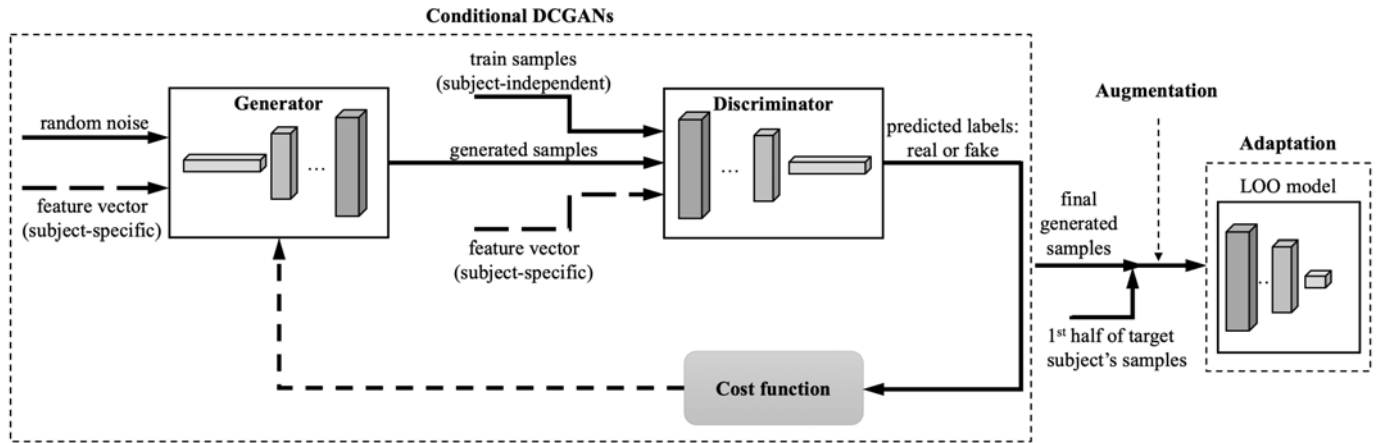 Conditional DCGANs
Generator
random noise
feature vector
(subject-specific)
…
train samples
(subject-independent)
generated samples
feature vector
(subject-specific)
Discriminator
…
predicted labels:
real or fake
Cost function
Augmentation
final
generated
samples
1st half of target
subject's samples
Adaptation
LOO model
..